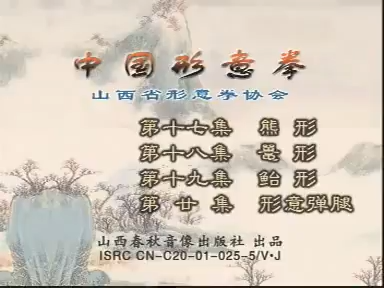 中国形意拳
山西省形意拳协会
第十七集 熊 形
第十八集 鼍 形
第十九集 鲐 形
第 廿 集 形意弹腿
山西春秋音像出版社 出品
ISRC CN-C20-01-025-5/V·J